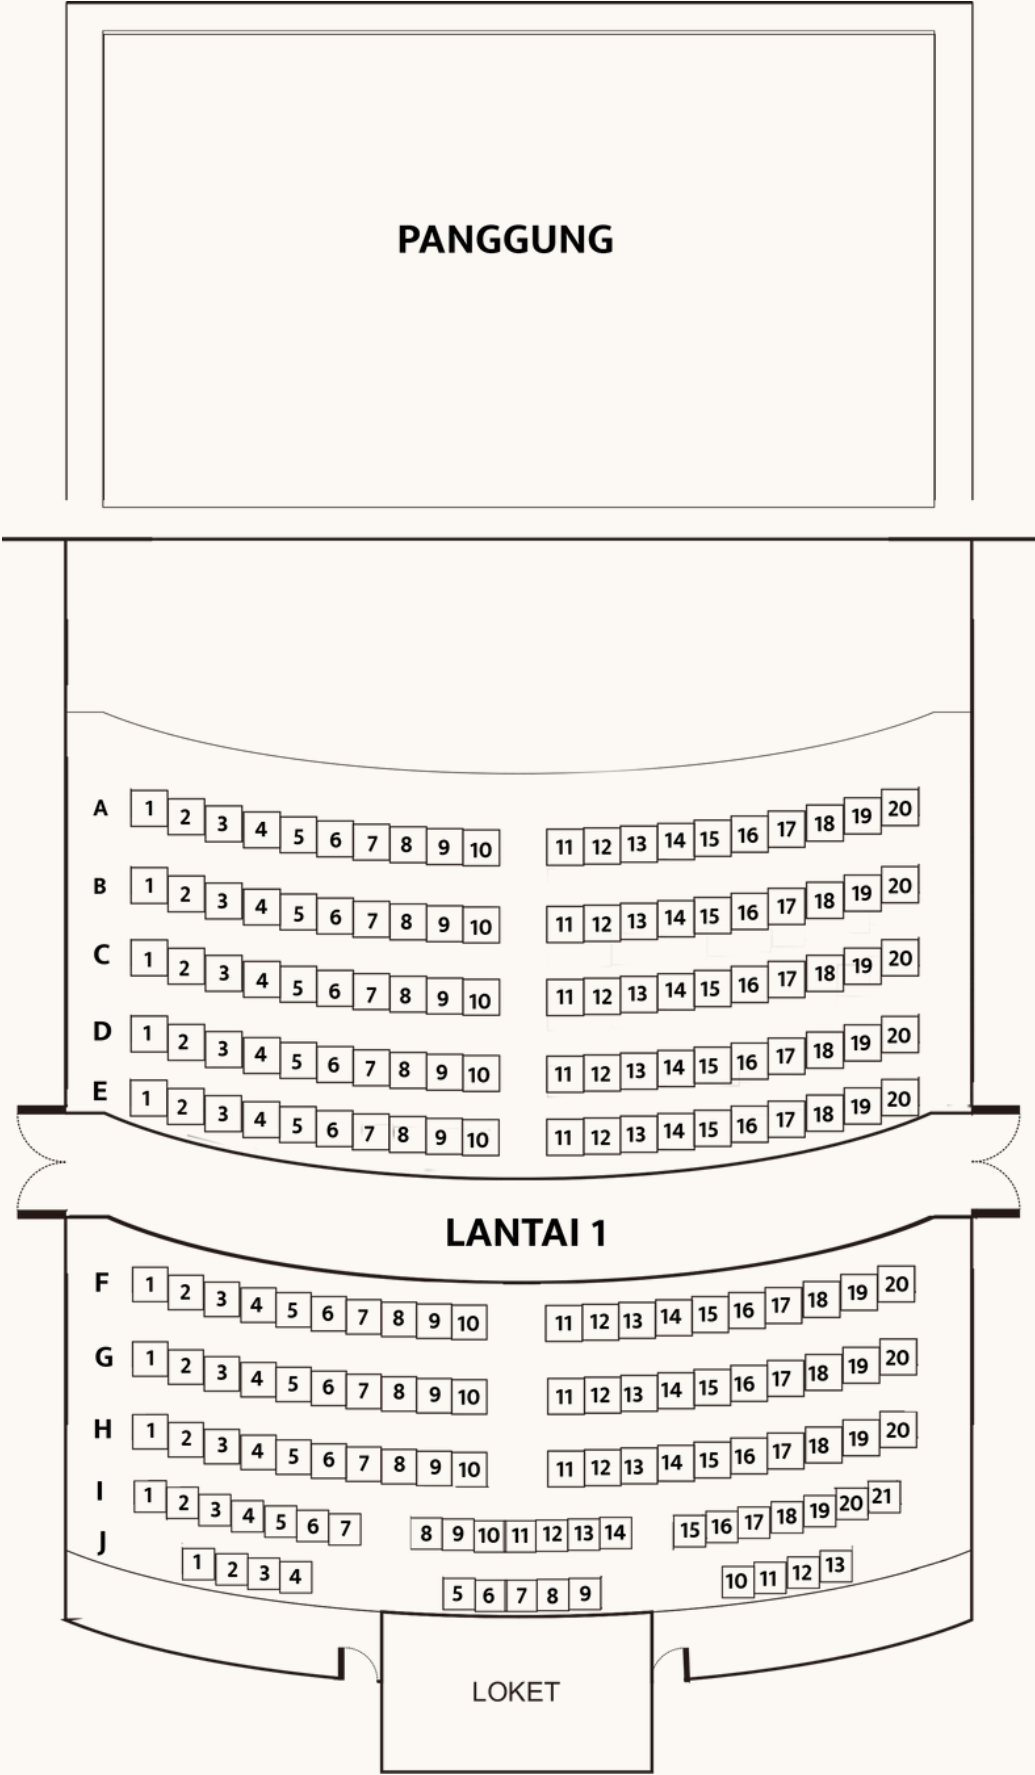 PANGGUNG
A 1 2 3 4 5 6 7 8 9 10 11 12 13 14 15 16 17 18 19 20
B 1 2 3 4 5 6 7 8 9 10 11 12 13 14 15 16 17 18 19 20
C 1 2 3 4 5 6 7 8 9 10 11 12 13 14 15 16 17 18 19 20
D 1 2 3 4 5 6 7 8 9 10 11 12 13 14 15 16 17 18 19 20
E 1 2 3 4 5 6 7 8 9 10 11 12 13 14 15 16 17 18 19 20
LANTAI 1
F 1 2 3 4 5 6 7 8 9 10 11 12 13 14 15 16 17 18 19 20
G 1 2 3 4 5 6 7 8 9 10 11 12 13 14 15 16 17 18 19 20
H 1 2 3 4 5 6 7 8 9 10 11 12 13 14 15 16 17 18 19 20
I 1 2 3 4 5 6 7 8 9 10 11 12 13 14 15 16 17 18 19 20 21
J 1 2 3 4 5 6 7 8 9 10 11 12 13
LOKET